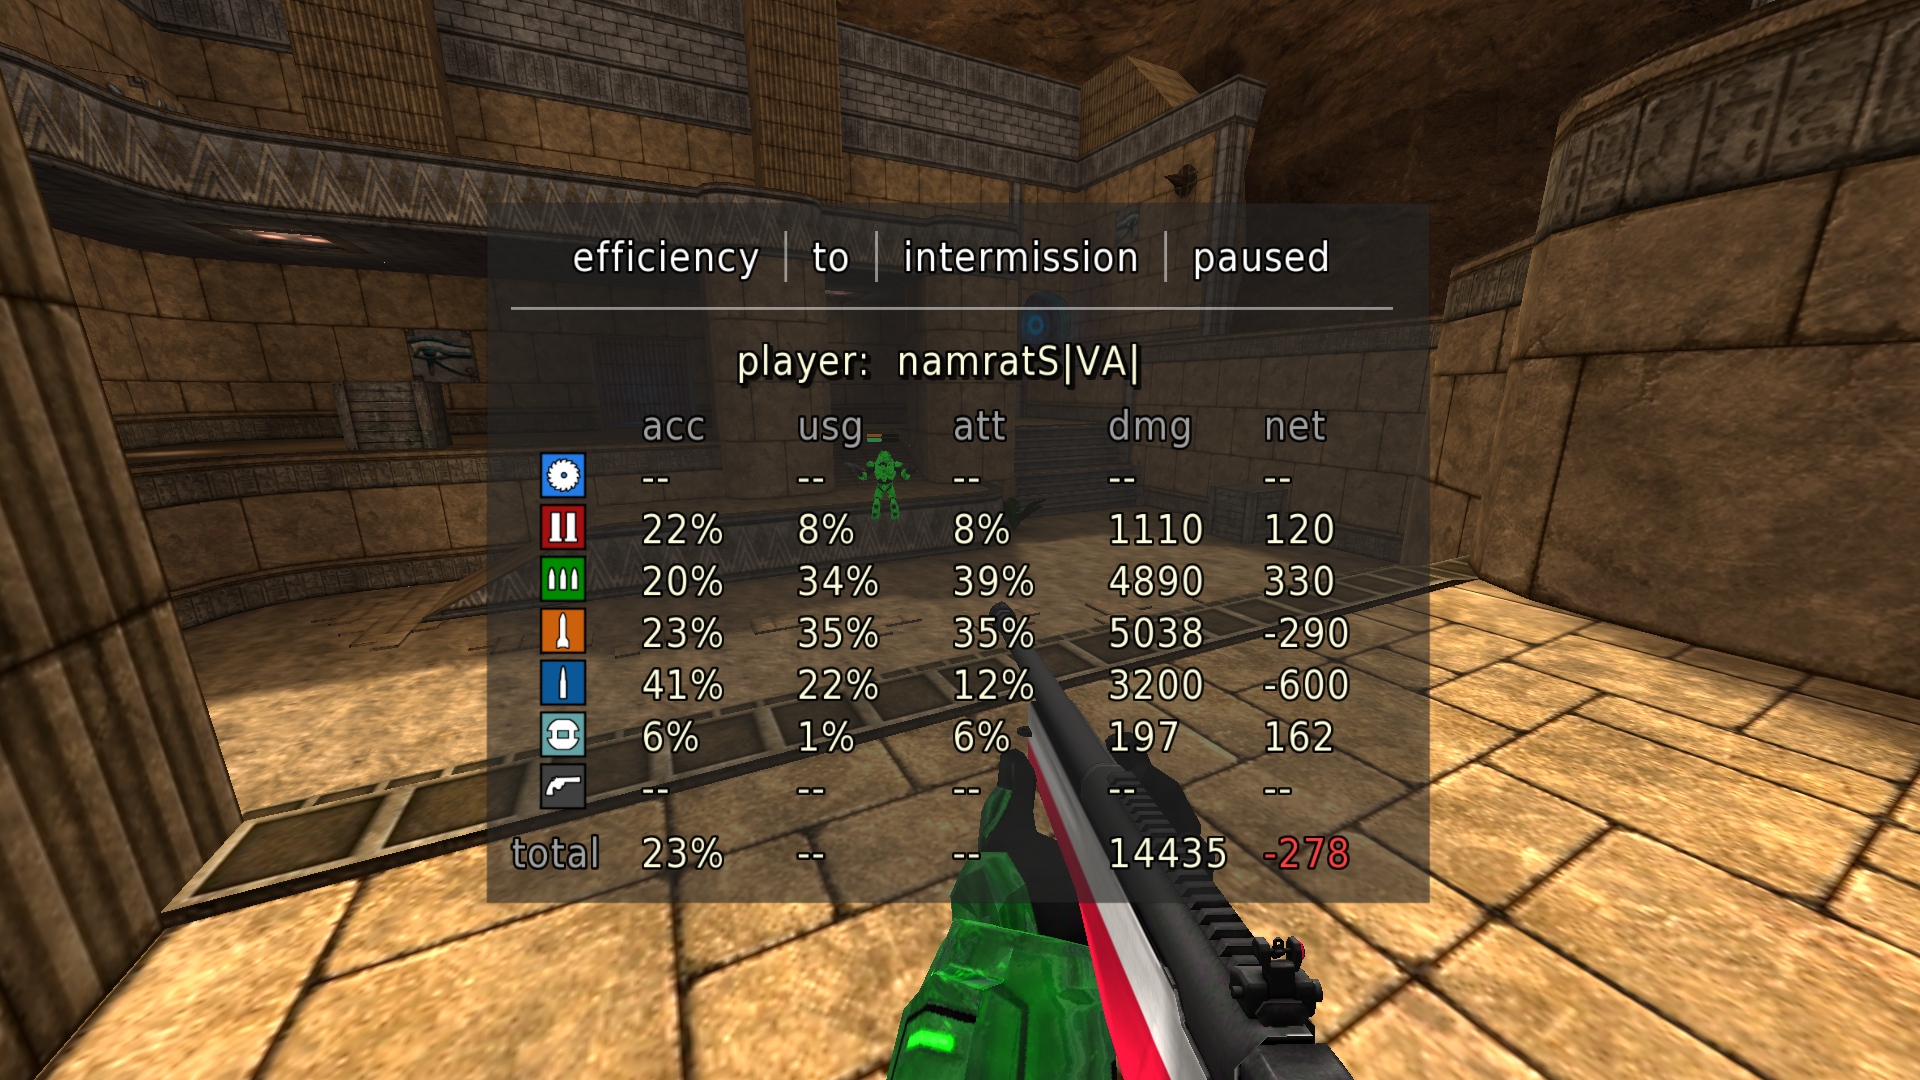 efficiency | to | intermission | paused
player: namratS|VA|
acc usg att dmg net
-- -- -- -- --
22% 8% 8% 1110 120
20% 34% 39% 4890 330
23% 35% 35% 5038 -290
41% 22% 12% 3200 -600
6% 1% 6% 197 162
-- -- -- -- --
total 23% -- -- 14435 -278